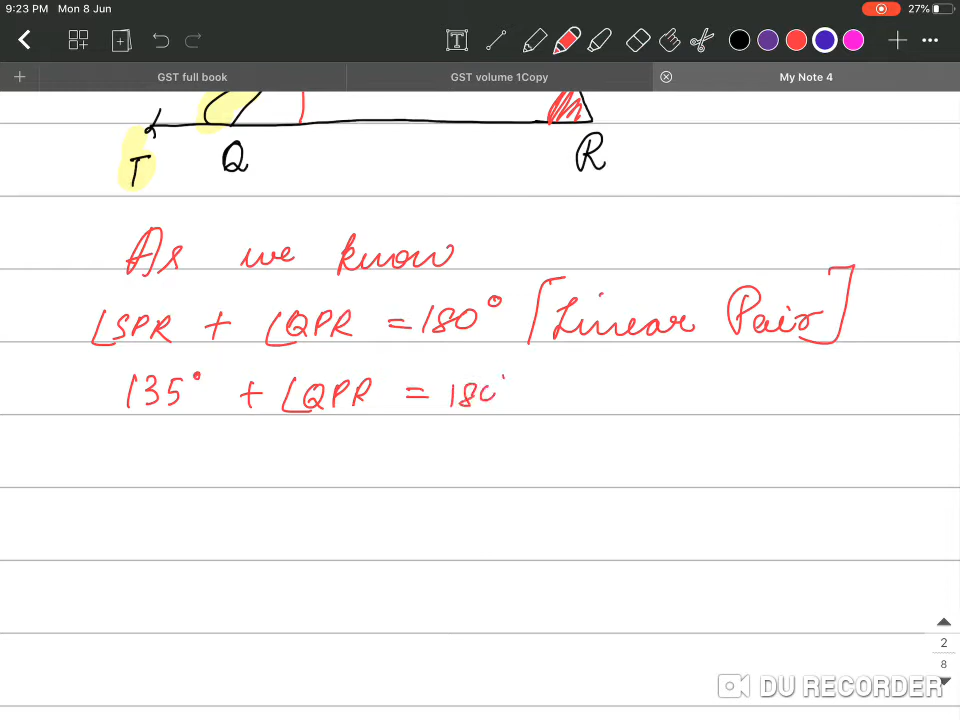 9:23 PM Mon 8 Jun 27%
GST full book GST volume 1Copy My Note 4
T Q R
As we know
∠SPR + ∠QPR = 180° [Linear Pair]
135° + ∠QPR = 180
2
8
DU RECORDER